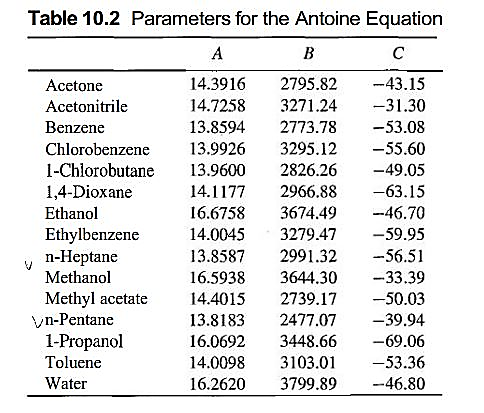 Table 10.2 Parameters for the Antoine Equation
A B C
Acetone 14.3916 2795.82 −43.15
Acetonitrile 14.7258 3271.24 −31.30
Benzene 13.8594 2773.78 −53.08
Chlorobenzene 13.9926 3295.12 −55.60
1-Chlorobutane 13.9600 2826.26 −49.05
1,4-Dioxane 14.1177 2966.88 −63.15
Ethanol 16.6758 3674.49 −46.70
Ethylbenzene 14.0045 3279.47 −59.95
n-Heptane 13.8587 2991.32 −56.51
Methanol 16.5938 3644.30 −33.39
Methyl acetate 14.4015 2739.17 −50.03
n-Pentane 13.8183 2477.07 −39.94
1-Propanol 16.0692 3448.66 −69.06
Toluene 14.0098 3103.01 −53.36
Water 16.2620 3799.89 −46.80